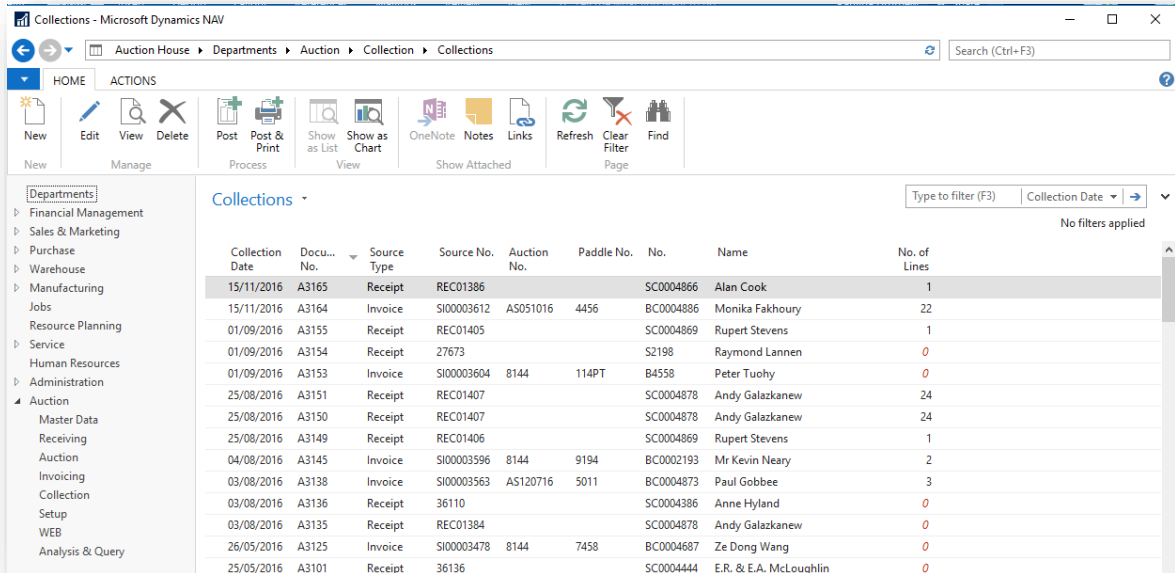 Collections - Microsoft Dynamics NAV
Auction House Departments Auction Collection Collections
Search (Ctrl+F3)
HOME ACTIONS
New Edit View Delete Post Post & Print Show as List Show as Chart OneNote Notes Links Refresh Clear Filter Find
New Manage Process View Show Attached Page
Departments
Financial Management
Sales & Marketing
Purchase
Warehouse
Manufacturing
Jobs
Resource Planning
Service
Human Resources
Administration
Auction
Master Data
Receiving
Auction
Invoicing
Collection
Setup
WEB
Analysis & Query
Collections
Type to filter (F3) Collection Date
No filters applied
Collection Date Docu... No. Source Type Source No. Auction No. Paddle No. No. Name No. of Lines
15/11/2016 A3165 Receipt REC01386 SC0004866 Alan Cook 1
15/11/2016 A3164 Invoice SI00003612 AS051016 4456 BC0004886 Monika Fakhoury 22
01/09/2016 A3155 Receipt REC01405 SC0004869 Rupert Stevens 1
01/09/2016 A3154 Receipt 27673 S2198 Raymond Lannen 0
01/09/2016 A3153 Invoice SI00003604 8144 114PT B4558 Peter Tuohy 0
25/08/2016 A3151 Receipt REC01407 SC0004878 Andy Galazkanew 24
25/08/2016 A3150 Receipt REC01407 SC0004878 Andy Galazkanew 24
25/08/2016 A3149 Receipt REC01406 SC0004869 Rupert Stevens 1
04/08/2016 A3145 Invoice SI00003596 8144 9194 BC0002193 Mr Kevin Neary 2
03/08/2016 A3138 Invoice SI00003563 AS120716 5011 BC0004873 Paul Gobbee 3
03/08/2016 A3136 Receipt 36110 SC0004386 Anne Hyland 0
03/08/2016 A3135 Receipt REC01384 SC0004878 Andy Galazkanew 0
26/05/2016 A3125 Invoice SI00003478 8144 7458 BC0004687 Ze Dong Wang 0
25/05/2016 A3101 Receipt 36136 SC0004444 E.R. & E.A. McLoughlin 0